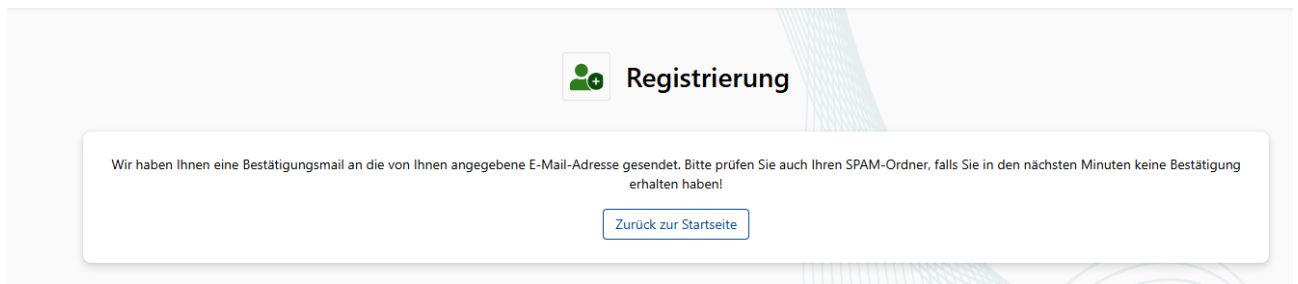 Registrierung
Wir haben Ihnen eine Bestätigungsmail an die von Ihnen angegebene E-Mail-Adresse gesendet. Bitte prüfen Sie auch Ihren SPAM-Ordner, falls Sie in den nächsten Minuten keine Bestätigung
erhalten haben!
Zurück zur Startseite